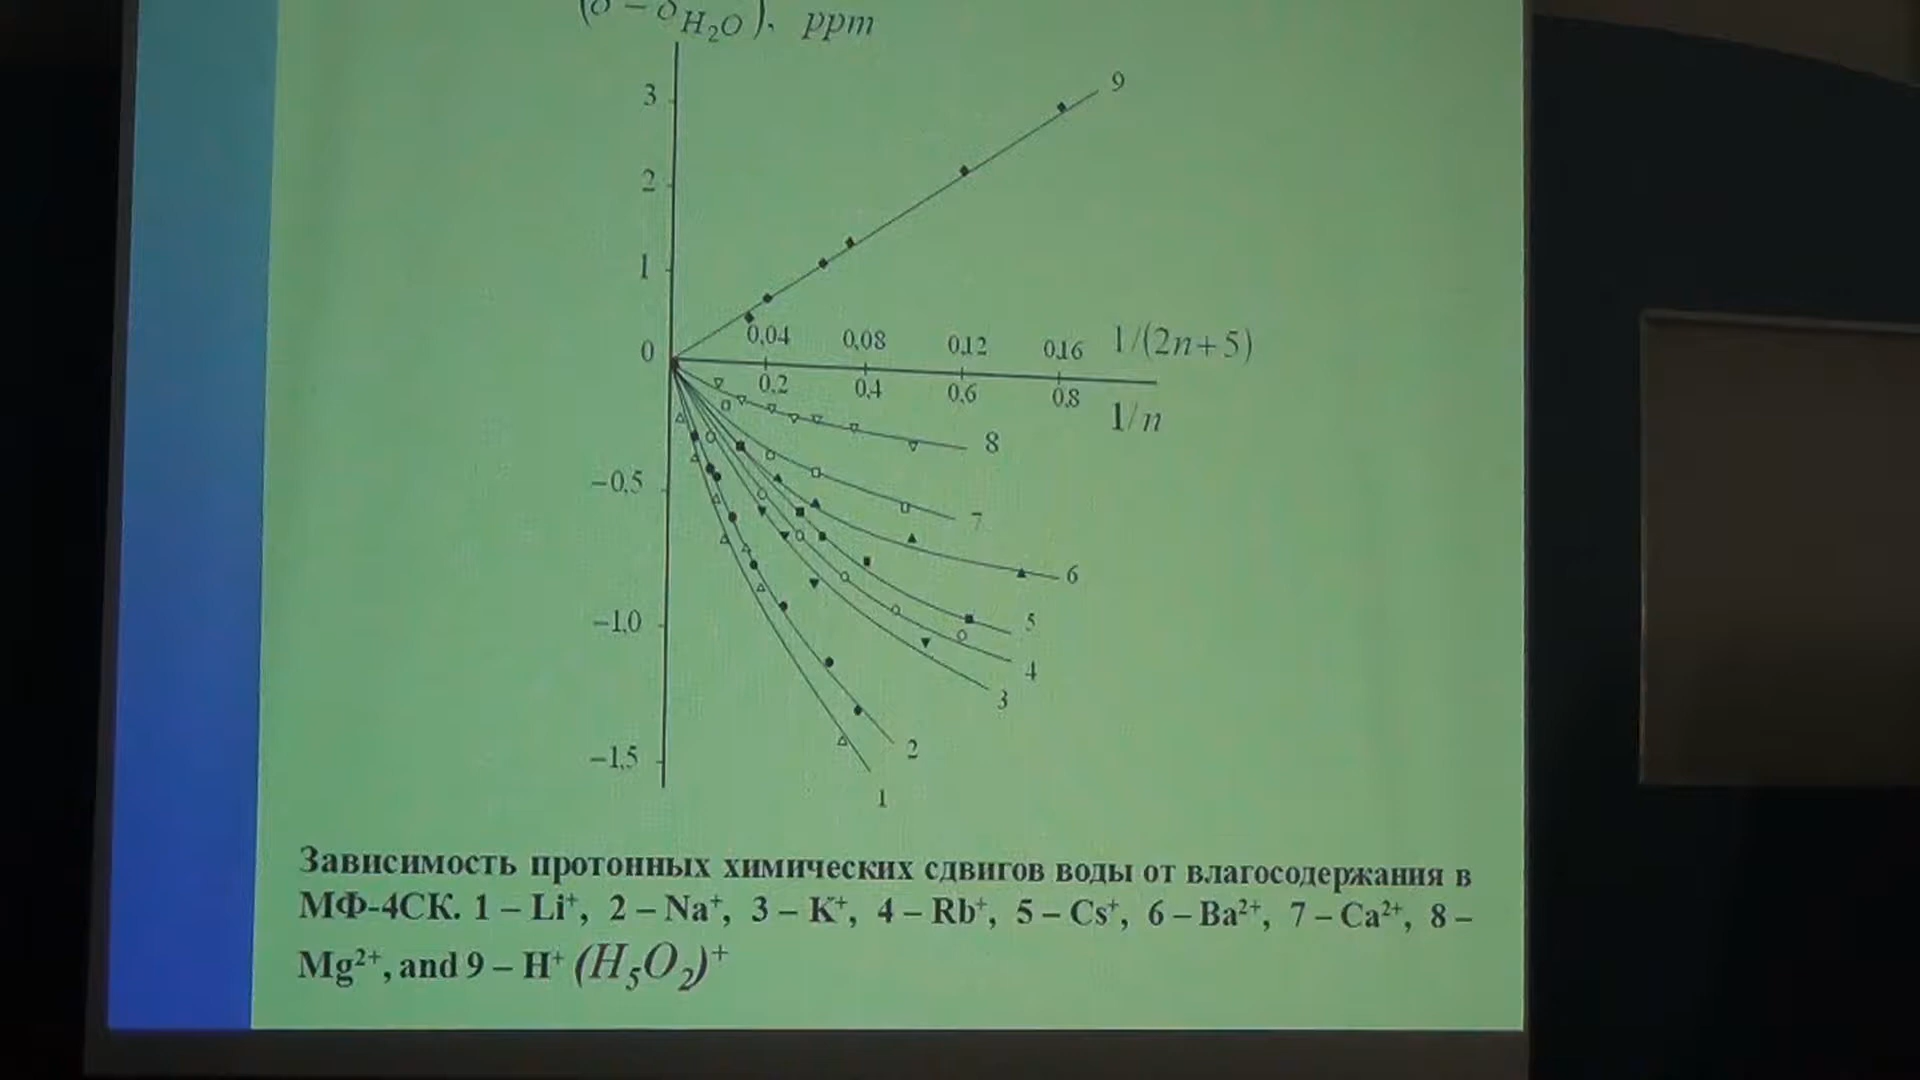 (δ − δH₂O), ppm
3
9
2
1
0,04 0,08 0.12 0.16 1/(2n+5)
0
0,2 0,4 0,6 0,8 1/n
8
−0,5
7
6
5
−1,0
4
3
2
−1,5
1
Зависимость протонных химических сдвигов воды от влагосодержания в
МФ-4СК. 1 – Li⁺, 2 – Na⁺, 3 – K⁺, 4 – Rb⁺, 5 – Cs⁺, 6 – Ba²⁺, 7 – Ca²⁺, 8 –
Mg²⁺, and 9 – H⁺ (H₅O₂)⁺